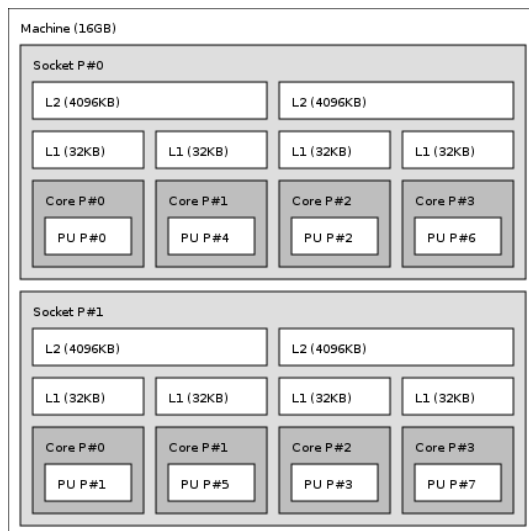 Machine (16GB)
Socket P#0
L2 (4096KB) L2 (4096KB)
L1 (32KB) L1 (32KB) L1 (32KB) L1 (32KB)
Core P#0 Core P#1 Core P#2 Core P#3
PU P#0 PU P#4 PU P#2 PU P#6
Socket P#1
L2 (4096KB) L2 (4096KB)
L1 (32KB) L1 (32KB) L1 (32KB) L1 (32KB)
Core P#0 Core P#1 Core P#2 Core P#3
PU P#1 PU P#5 PU P#3 PU P#7